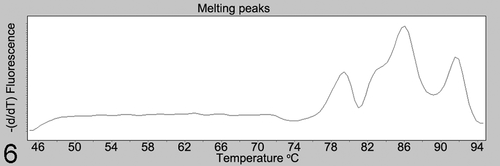 Melting peaks
-(d/dT) Fluorescence
46 50 54 58 62 66 70 74 78 82 86 90 94
Temperature ºC
6